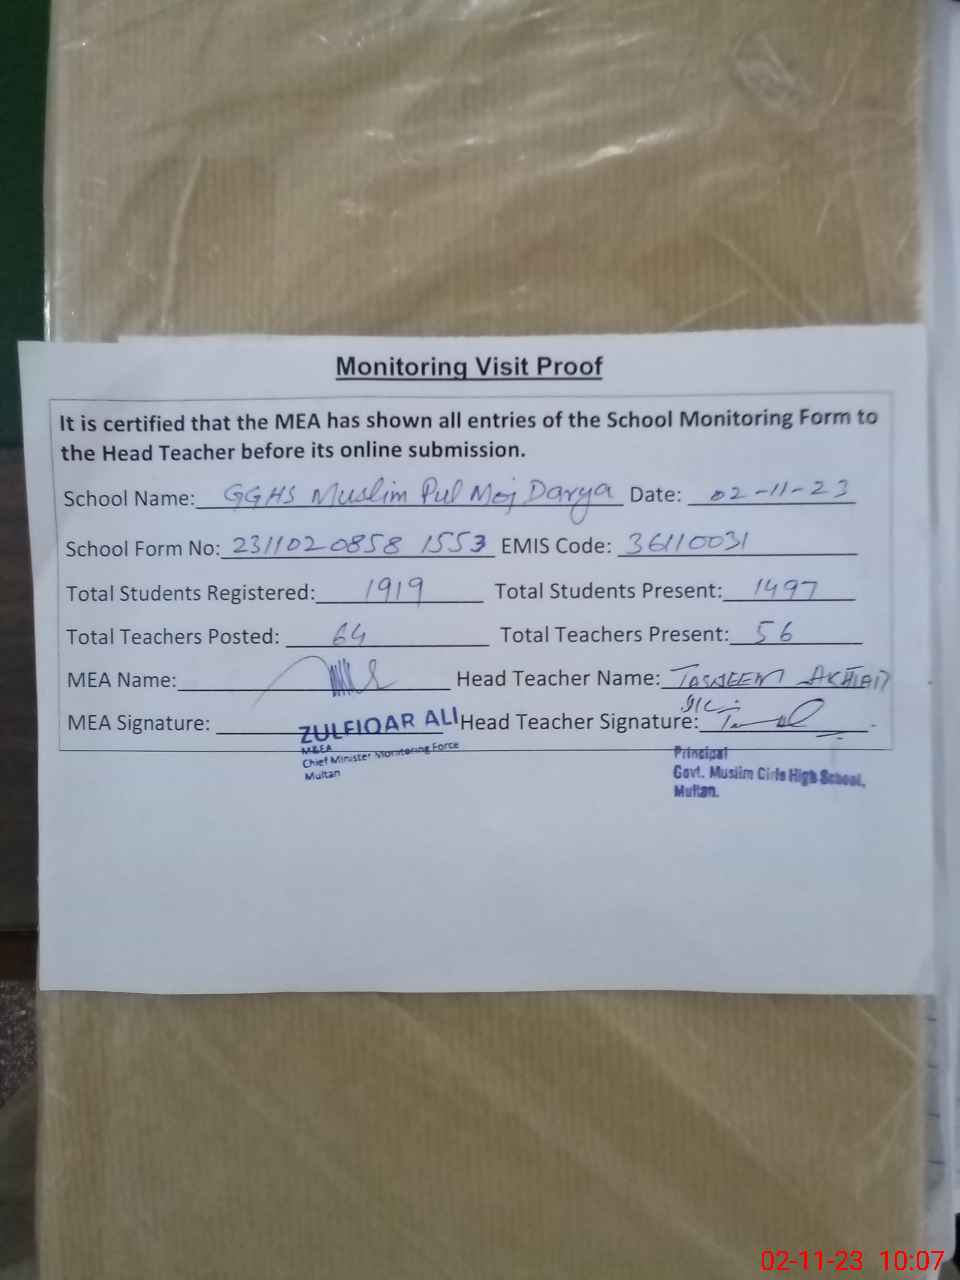 Monitoring Visit Proof
It is certified that the MEA has shown all entries of the School Monitoring Form to
the Head Teacher before its online submission.
School Name: GGHS Muslim Pul Moj Darya Date: 02-11-23
School Form No: 2311020858 1553 EMIS Code: 36110031
Total Students Registered: 1919 Total Students Present: 1497
Total Teachers Posted: 64 Total Teachers Present: 56
MEA Name: Head Teacher Name: TASNEEM AKHTAR
MEA Signature: Head Teacher Signature:
ZULFIQAR ALI
M&EA
Chief Minister Monitoring Force
Multan
Principal
Govt. Muslim Girls High School,
Multan.
02-11-23 10:07